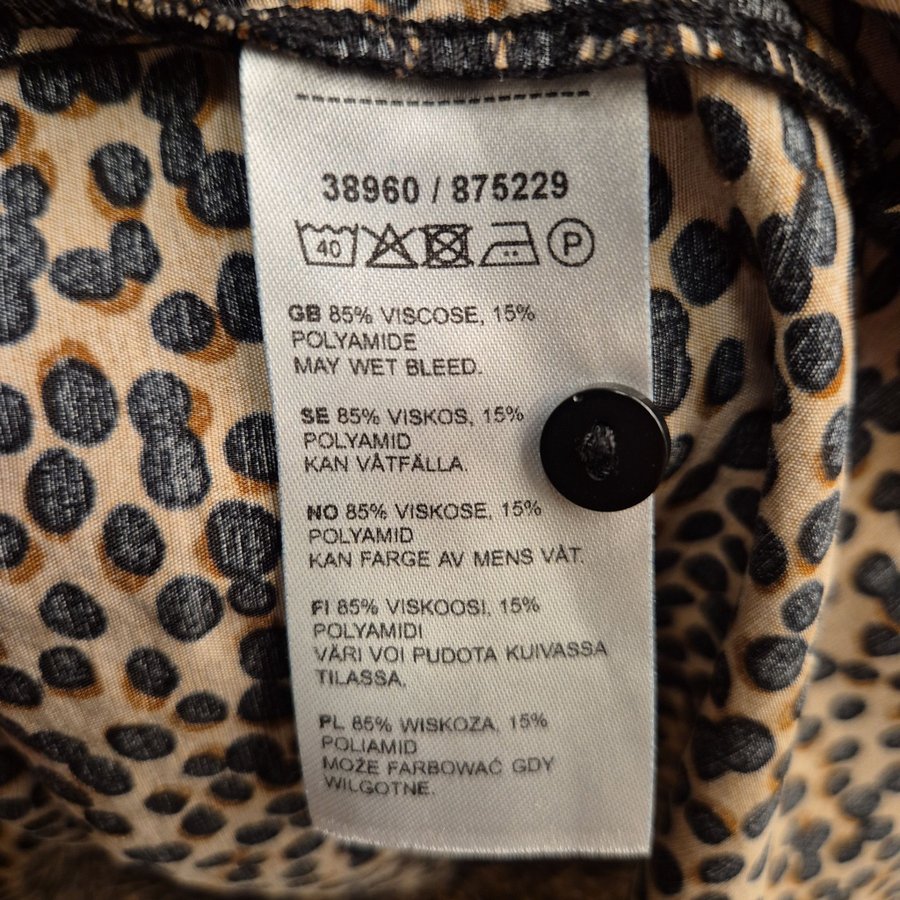 38960 / 875229
40 P
GB 85% VISCOSE, 15%
POLYAMIDE
MAY WET BLEED.
SE 85% VISKOS, 15%
POLYAMID
KAN VÅTFÄLLA.
NO 85% VISKOSE, 15%
POLYAMID
KAN FARGE AV MENS VÅT.
FI 85% VISKOOSI, 15%
POLYAMIDI
VÄRI VOI PUDOTA KUIVASSA
TILASSA.
PL 85% WISKOZA, 15%
POLIAMID
MOŻE FARBOWAĆ GDY
WILGOTNE.